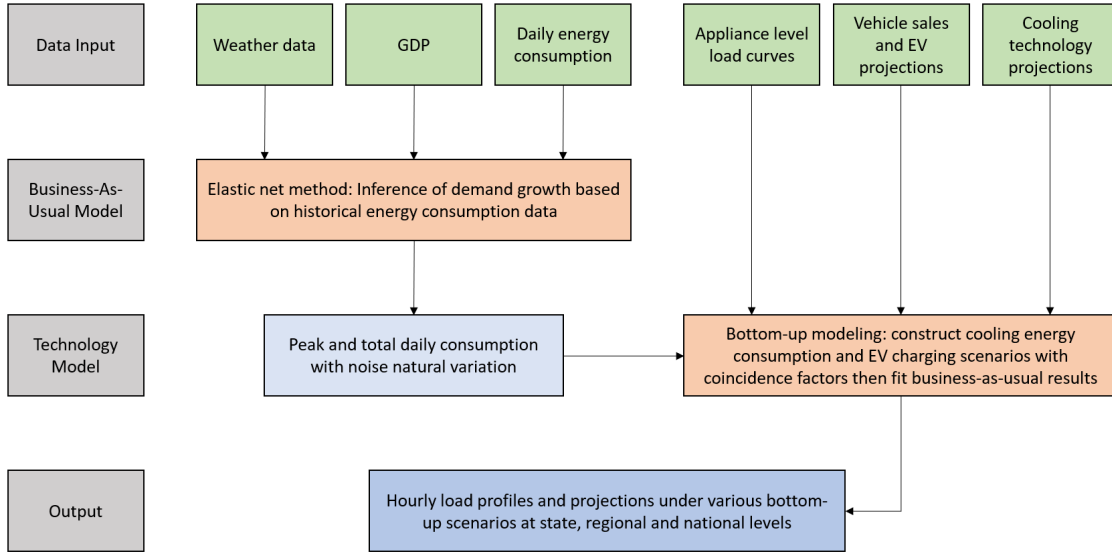 Data Input
Weather data
GDP
Daily energy
consumption
Appliance level
load curves
Vehicle sales
and EV
projections
Cooling
technology
projections
Business-As-
Usual Model
Elastic net method: Inference of demand growth based
on historical energy consumption data
Technology
Model
Peak and total daily consumption
with noise natural variation
Bottom-up modeling: construct cooling energy
consumption and EV charging scenarios with
coincidence factors then fit business-as-usual results
Output
Hourly load profiles and projections under various bottom-
up scenarios at state, regional and national levels